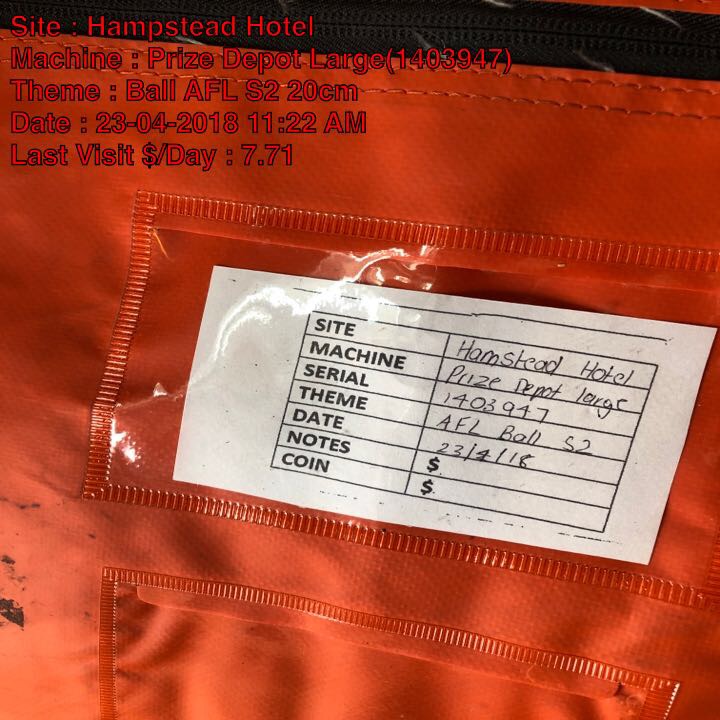 Site : Hampstead Hotel
Machine : Prize Depot Large(1403947)
Theme : Ball AFL S2 20cm
Date : 23-04-2018 11:22 AM
Last Visit $/Day : 7.71
SITE Hamstead Hotel
MACHINE Prize Depot large
SERIAL 1403947
THEME AFL Ball S2
DATE 23/4/18
NOTES $
COIN $